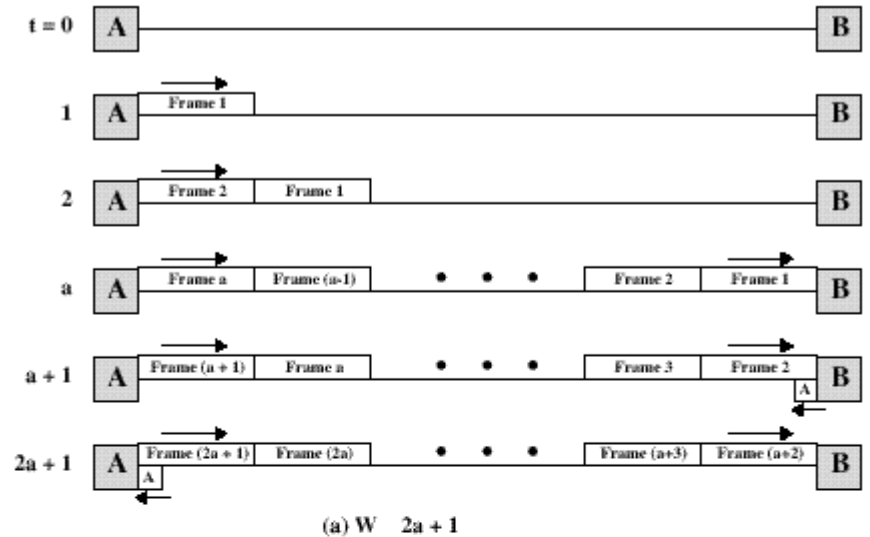 t = 0 A B
1 A Frame 1 B
2 A Frame 2 Frame 1 B
a A Frame a Frame (a-1) • • • Frame 2 Frame 1 B
a + 1 A Frame (a + 1) Frame a • • • Frame 3 Frame 2 B
A
2a + 1 A Frame (2a + 1) Frame (2a) • • • Frame (a+3) Frame (a+2) B
A
(a) W 2a + 1